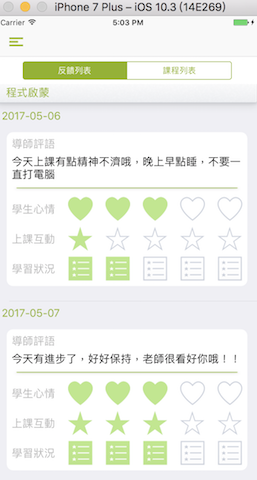 iPhone 7 Plus – iOS 10.3 (14E269)
Carrier 5:03 PM
反饋列表 課程列表
程式啟蒙
2017-05-06
導師評語
今天上課有點精神不濟哦，晚上早點睡，不要一
直打電腦
學生心情
上課互動
學習狀況
2017-05-07
導師評語
今天有進步了，好好保持，老師很看好你哦！！
學生心情
上課互動
學習狀況